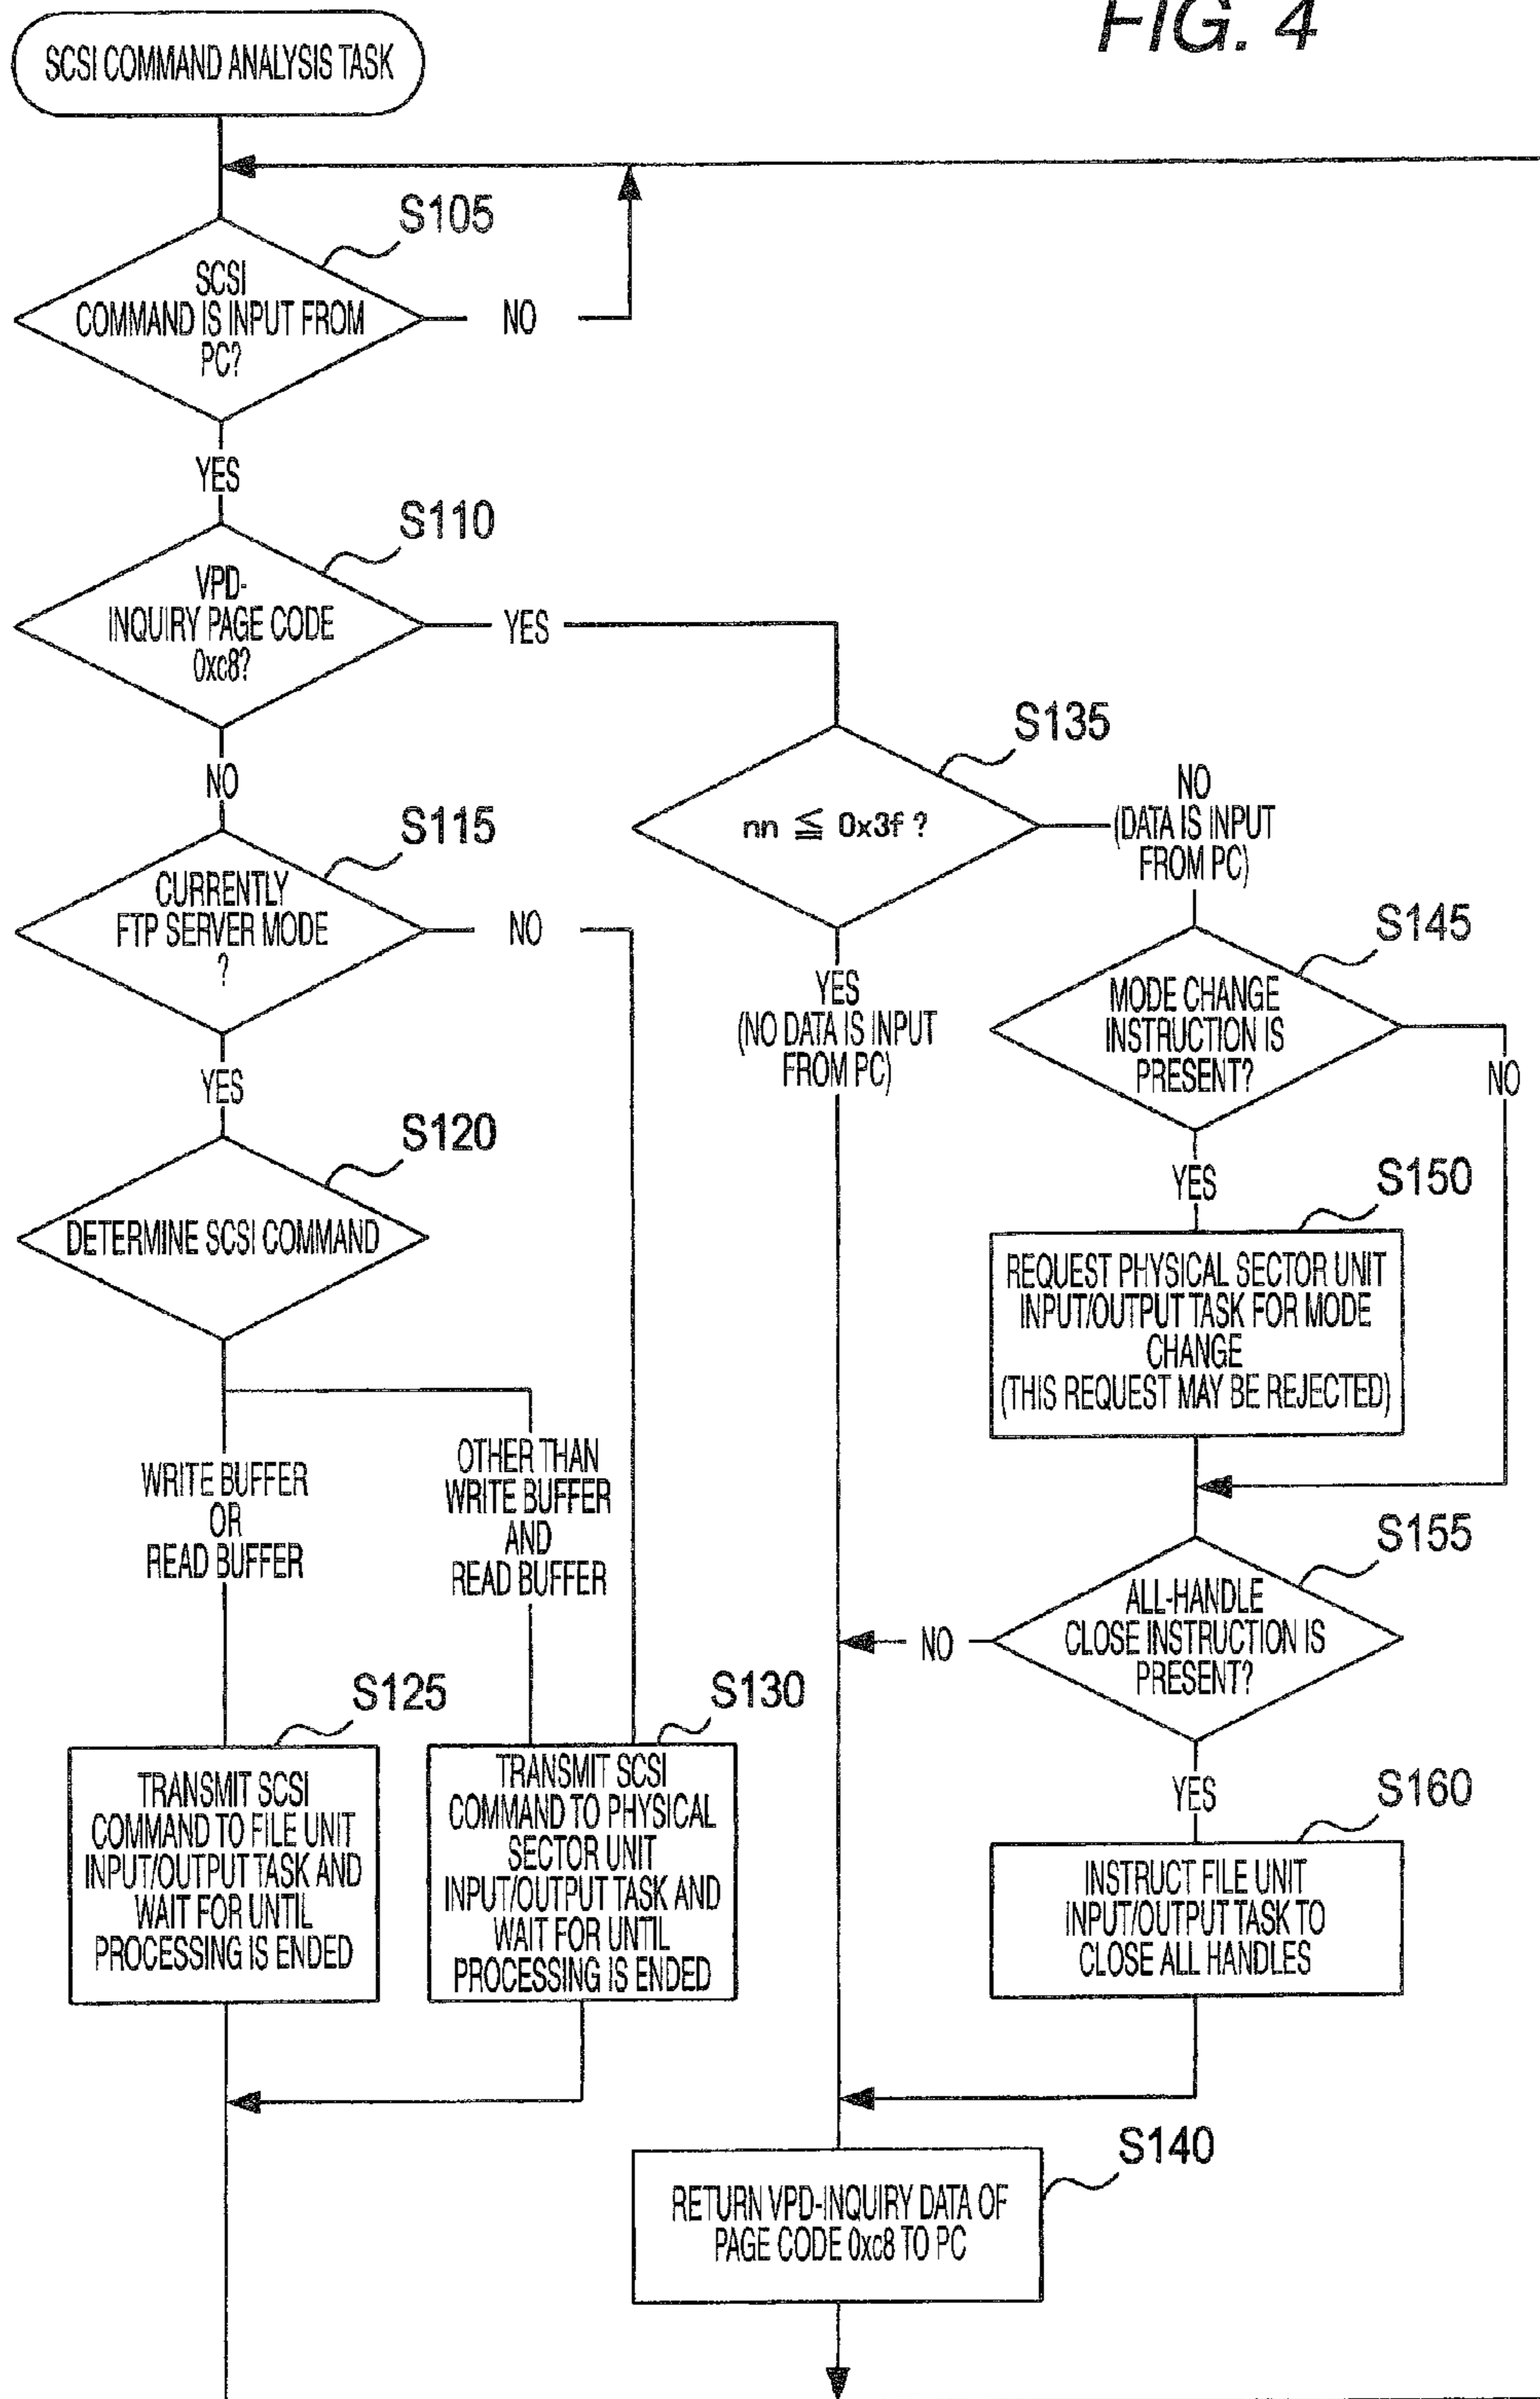 FIG. 4
SCSI COMMAND ANALYSIS TASK
S105
SCSI
COMMAND IS INPUT FROM
PC?
NO
YES
S110
VPD-
INQUIRY PAGE CODE
0xc8?
YES
NO
S115
CURRENTLY
FTP SERVER MODE
?
NO
YES
S120
DETERMINE SCSI COMMAND
WRITE BUFFER
OR
READ BUFFER
OTHER THAN
WRITE BUFFER
AND
READ BUFFER
S125
TRANSMIT SCSI
COMMAND TO FILE UNIT
INPUT/OUTPUT TASK AND
WAIT FOR UNTIL
PROCESSING IS ENDED
S130
TRANSMIT SCSI
COMMAND TO PHYSICAL
SECTOR UNIT
INPUT/OUTPUT TASK AND
WAIT FOR UNTIL
PROCESSING IS ENDED
S135
nn ≦ 0x3f ?
NO
(DATA IS INPUT
FROM PC)
YES
(NO DATA IS INPUT
FROM PC)
S145
MODE CHANGE
INSTRUCTION IS
PRESENT?
NO
YES
S150
REQUEST PHYSICAL SECTOR UNIT
INPUT/OUTPUT TASK FOR MODE
CHANGE
(THIS REQUEST MAY BE REJECTED)
S155
ALL-HANDLE
CLOSE INSTRUCTION IS
PRESENT?
NO
YES
S160
INSTRUCT FILE UNIT
INPUT/OUTPUT TASK TO
CLOSE ALL HANDLES
S140
RETURN VPD-INQUIRY DATA OF
PAGE CODE 0xc8 TO PC